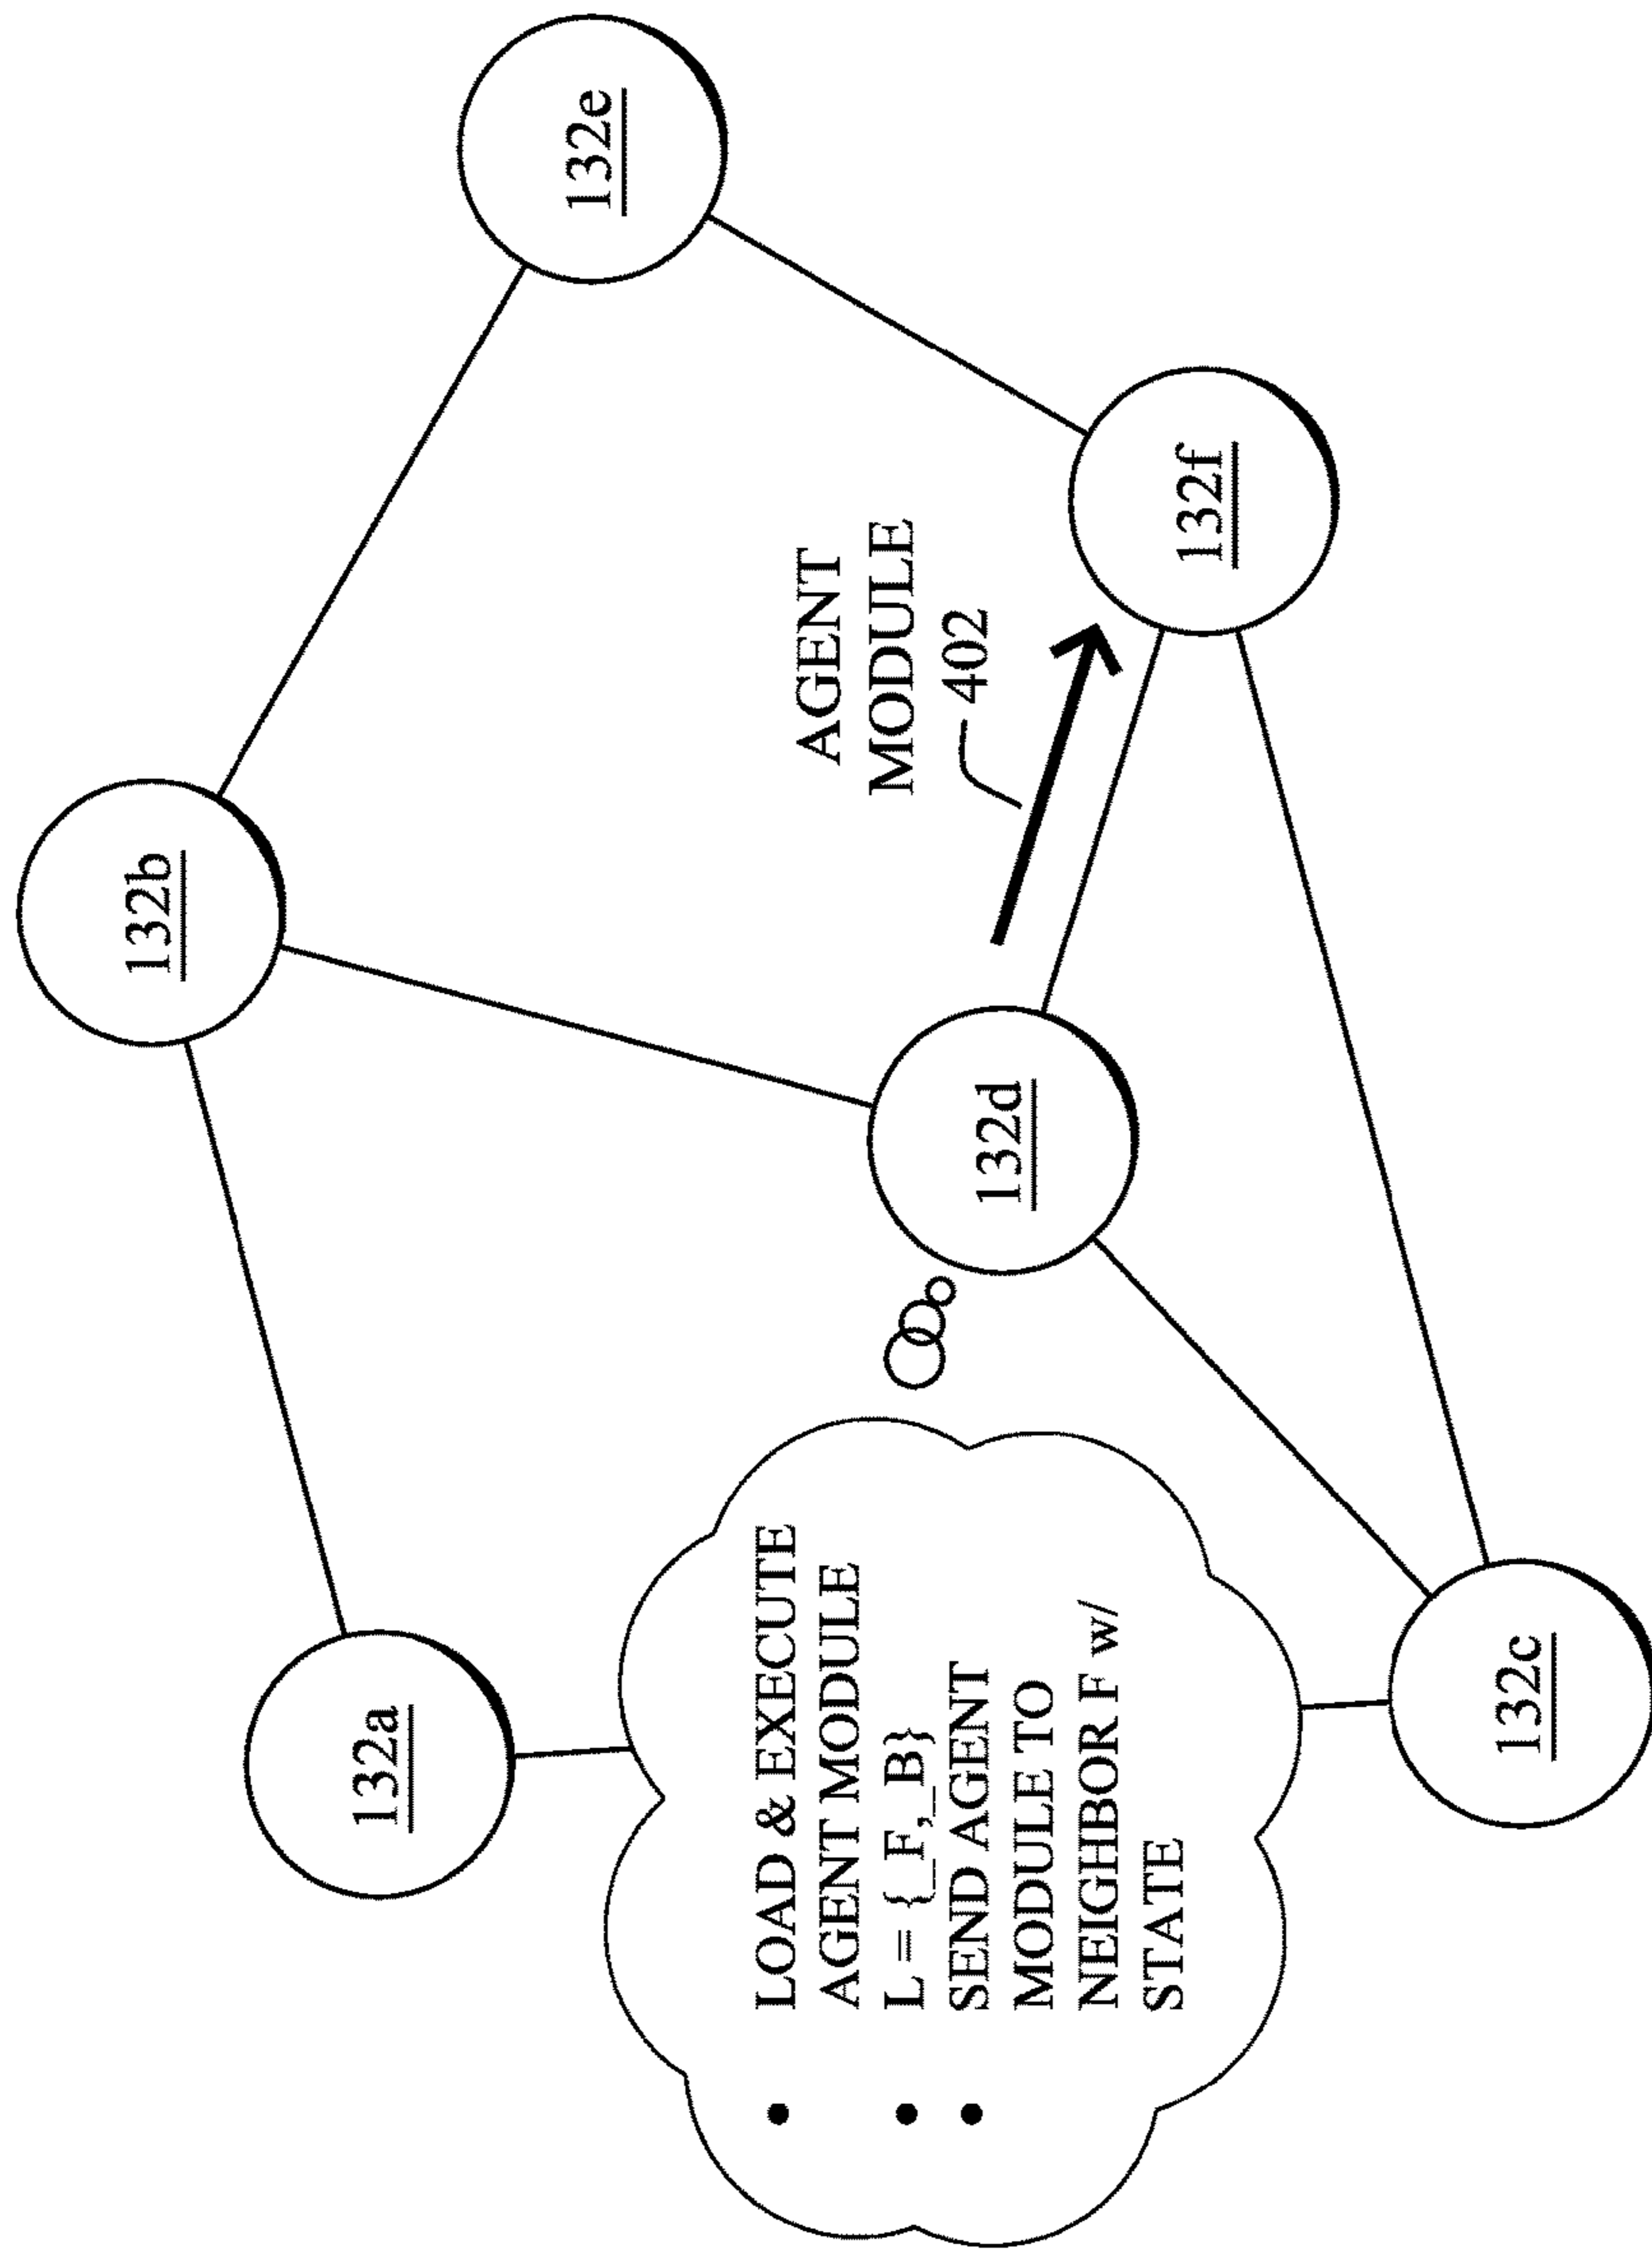 132a
132b
132e
• LOAD & EXECUTE
AGENT MODULE
• L = {_F,_B}
• SEND AGENT
MODULE TO
NEIGHBOR F w/
STATE
132d
AGENT
MODULE
402
132f
132c